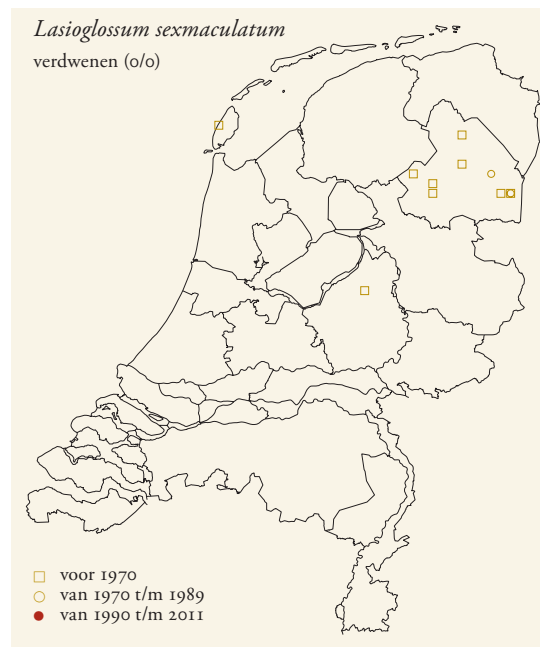 Lasioglossum sexmaculatum
verdwenen (0/0)
voor 1970
van 1970 t/m 1989
van 1990 t/m 2011